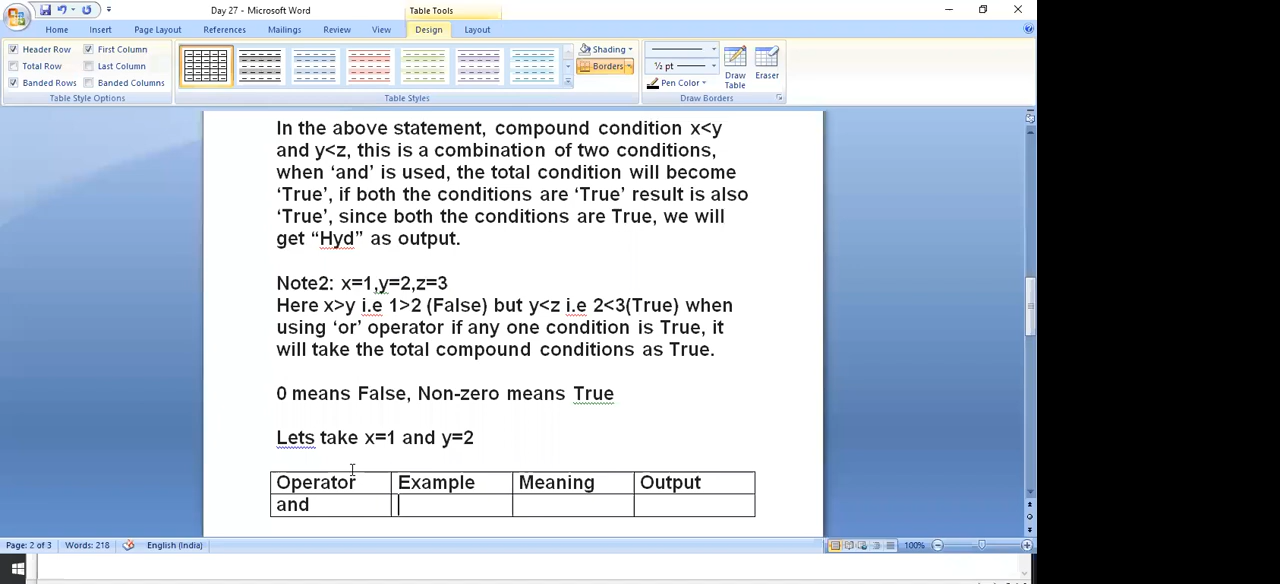 Day 27 - Microsoft Word
Table Tools
Home Insert Page Layout References Mailings Review View Design Layout
Header Row First Column
Total Row Last Column
Banded Rows Banded Columns
Table Style Options
Table Styles
Shading
Borders
½ pt
Pen Color
Draw Table
Eraser
Draw Borders
In the above statement, compound condition x<y
and y<z, this is a combination of two conditions,
when ‘and’ is used, the total condition will become
‘True’, if both the conditions are ‘True’ result is also
‘True’, since both the conditions are True, we will
get “Hyd” as output.
Note2: x=1,y=2,z=3
Here x>y i.e 1>2 (False) but y<z i.e 2<3(True) when
using ‘or’ operator if any one condition is True, it
will take the total compound conditions as True.
0 means False, Non-zero means True
Lets take x=1 and y=2
Operator Example Meaning Output
and
Page: 2 of 3 Words: 218 English (India) 100%